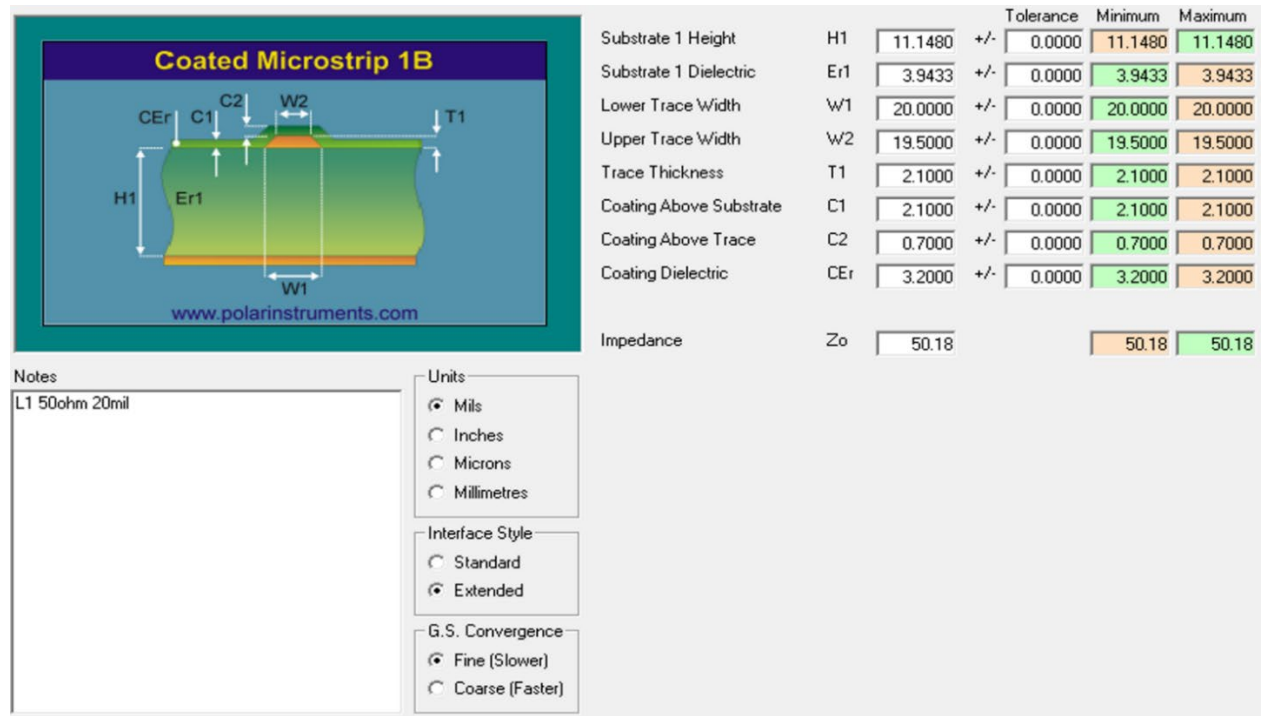 Coated Microstrip 1B
C2 W2
CEr C1 T1
H1 Er1
W1
www.polarinstruments.com
Tolerance Minimum Maximum
Substrate 1 Height H1 11.1480 +/- 0.0000 11.1480 11.1480
Substrate 1 Dielectric Er1 3.9433 +/- 0.0000 3.9433 3.9433
Lower Trace Width W1 20.0000 +/- 0.0000 20.0000 20.0000
Upper Trace Width W2 19.5000 +/- 0.0000 19.5000 19.5000
Trace Thickness T1 2.1000 +/- 0.0000 2.1000 2.1000
Coating Above Substrate C1 2.1000 +/- 0.0000 2.1000 2.1000
Coating Above Trace C2 0.7000 +/- 0.0000 0.7000 0.7000
Coating Dielectric CEr 3.2000 +/- 0.0000 3.2000 3.2000
Impedance Zo 50.18 50.18 50.18
Notes
L1 50ohm 20mil
Units
Mils
Inches
Microns
Millimetres
Interface Style
Standard
Extended
G.S. Convergence
Fine (Slower)
Coarse (Faster)